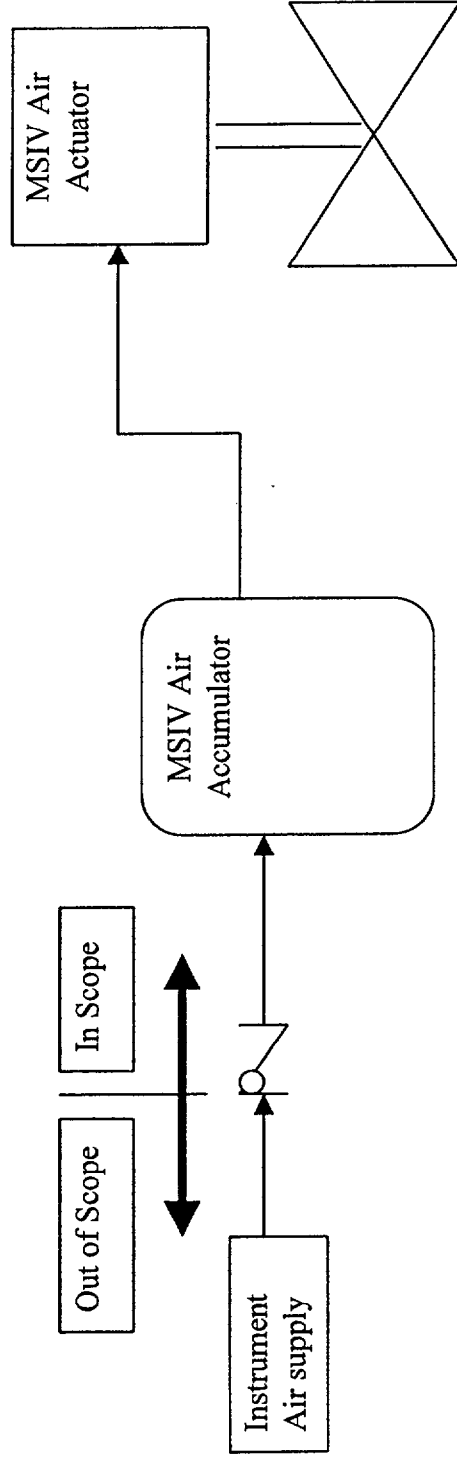 Out of Scope
In Scope
Instrument
Air supply
MSIV Air
Accumulator
MSIV Air
Actuator